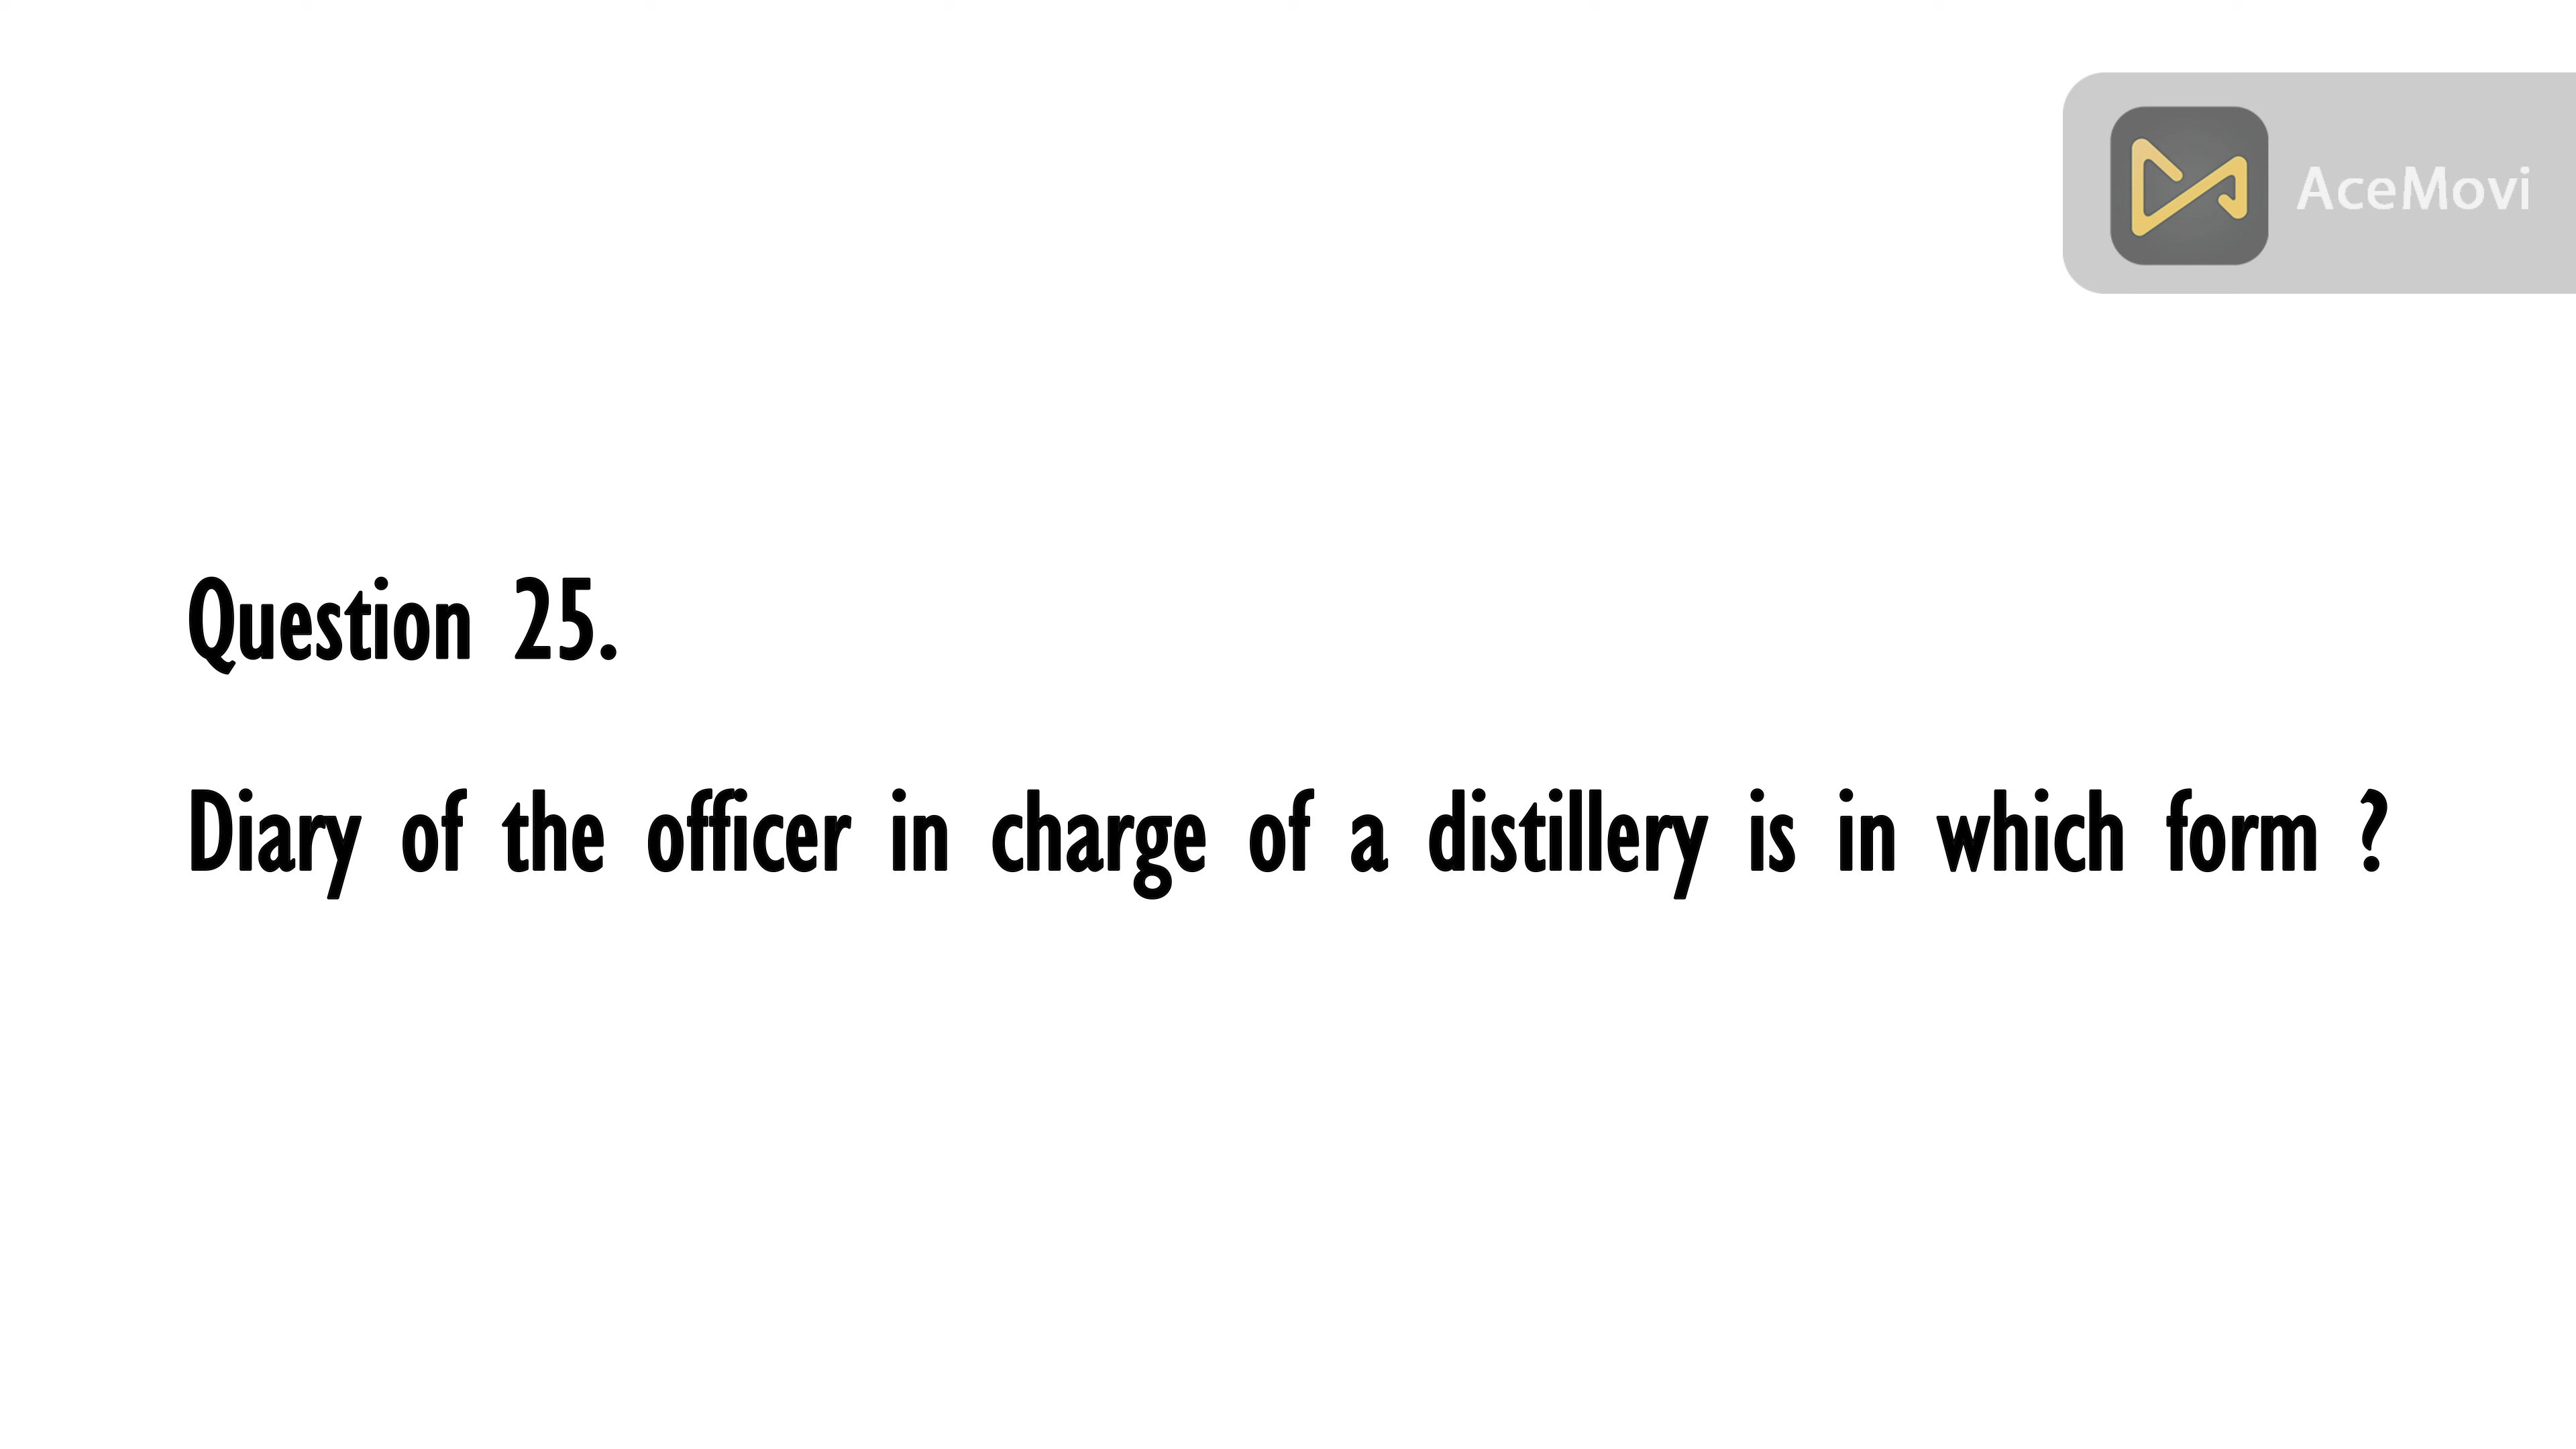 AceMovi
Question 25.
Diary of the officer in charge of a distillery is in which form ?